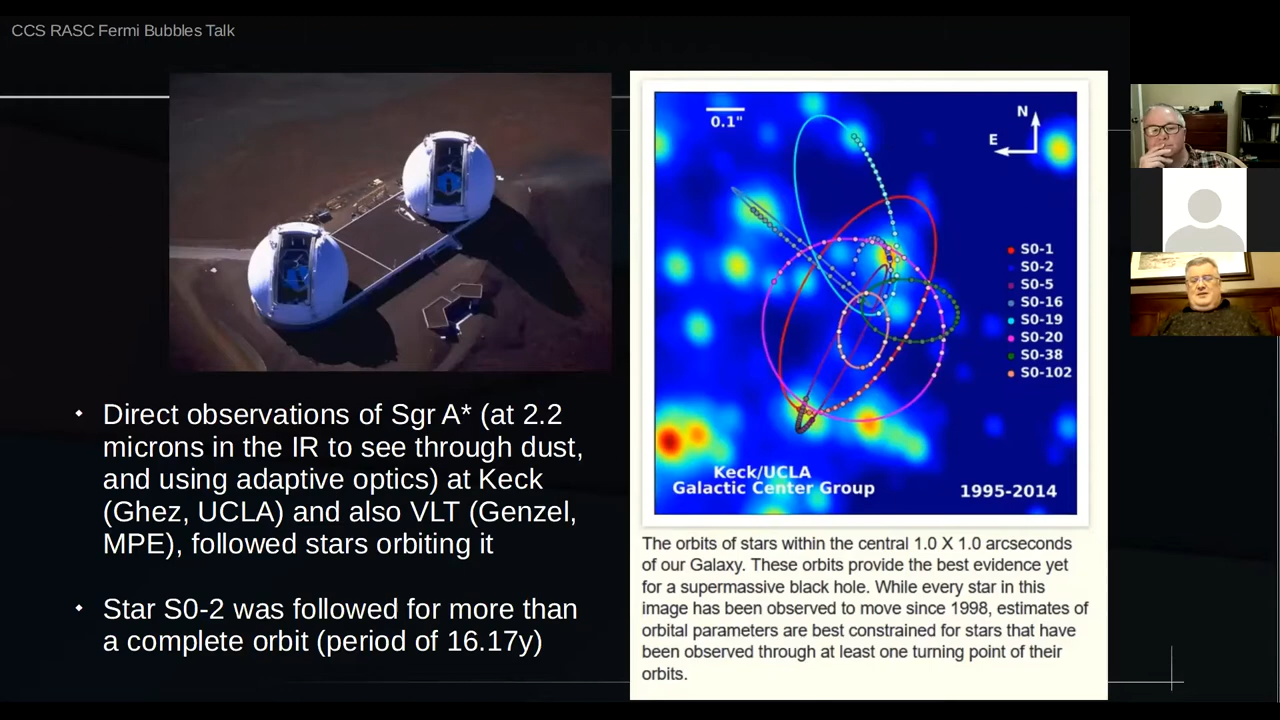 CCS RASC Fermi Bubbles Talk
• Direct observations of Sgr A* (at 2.2
microns in the IR to see through dust,
and using adaptive optics) at Keck
(Ghez, UCLA) and also VLT (Genzel,
MPE), followed stars orbiting it
• Star S0-2 was followed for more than
a complete orbit (period of 16.17y)
0.1"
N
E
S0-1
S0-2
S0-5
S0-16
S0-19
S0-20
S0-38
S0-102
Keck/UCLA
Galactic Center Group
1995-2014
The orbits of stars within the central 1.0 X 1.0 arcseconds
of our Galaxy. These orbits provide the best evidence yet
for a supermassive black hole. While every star in this
image has been observed to move since 1998, estimates of
orbital parameters are best constrained for stars that have
been observed through at least one turning point of their
orbits.